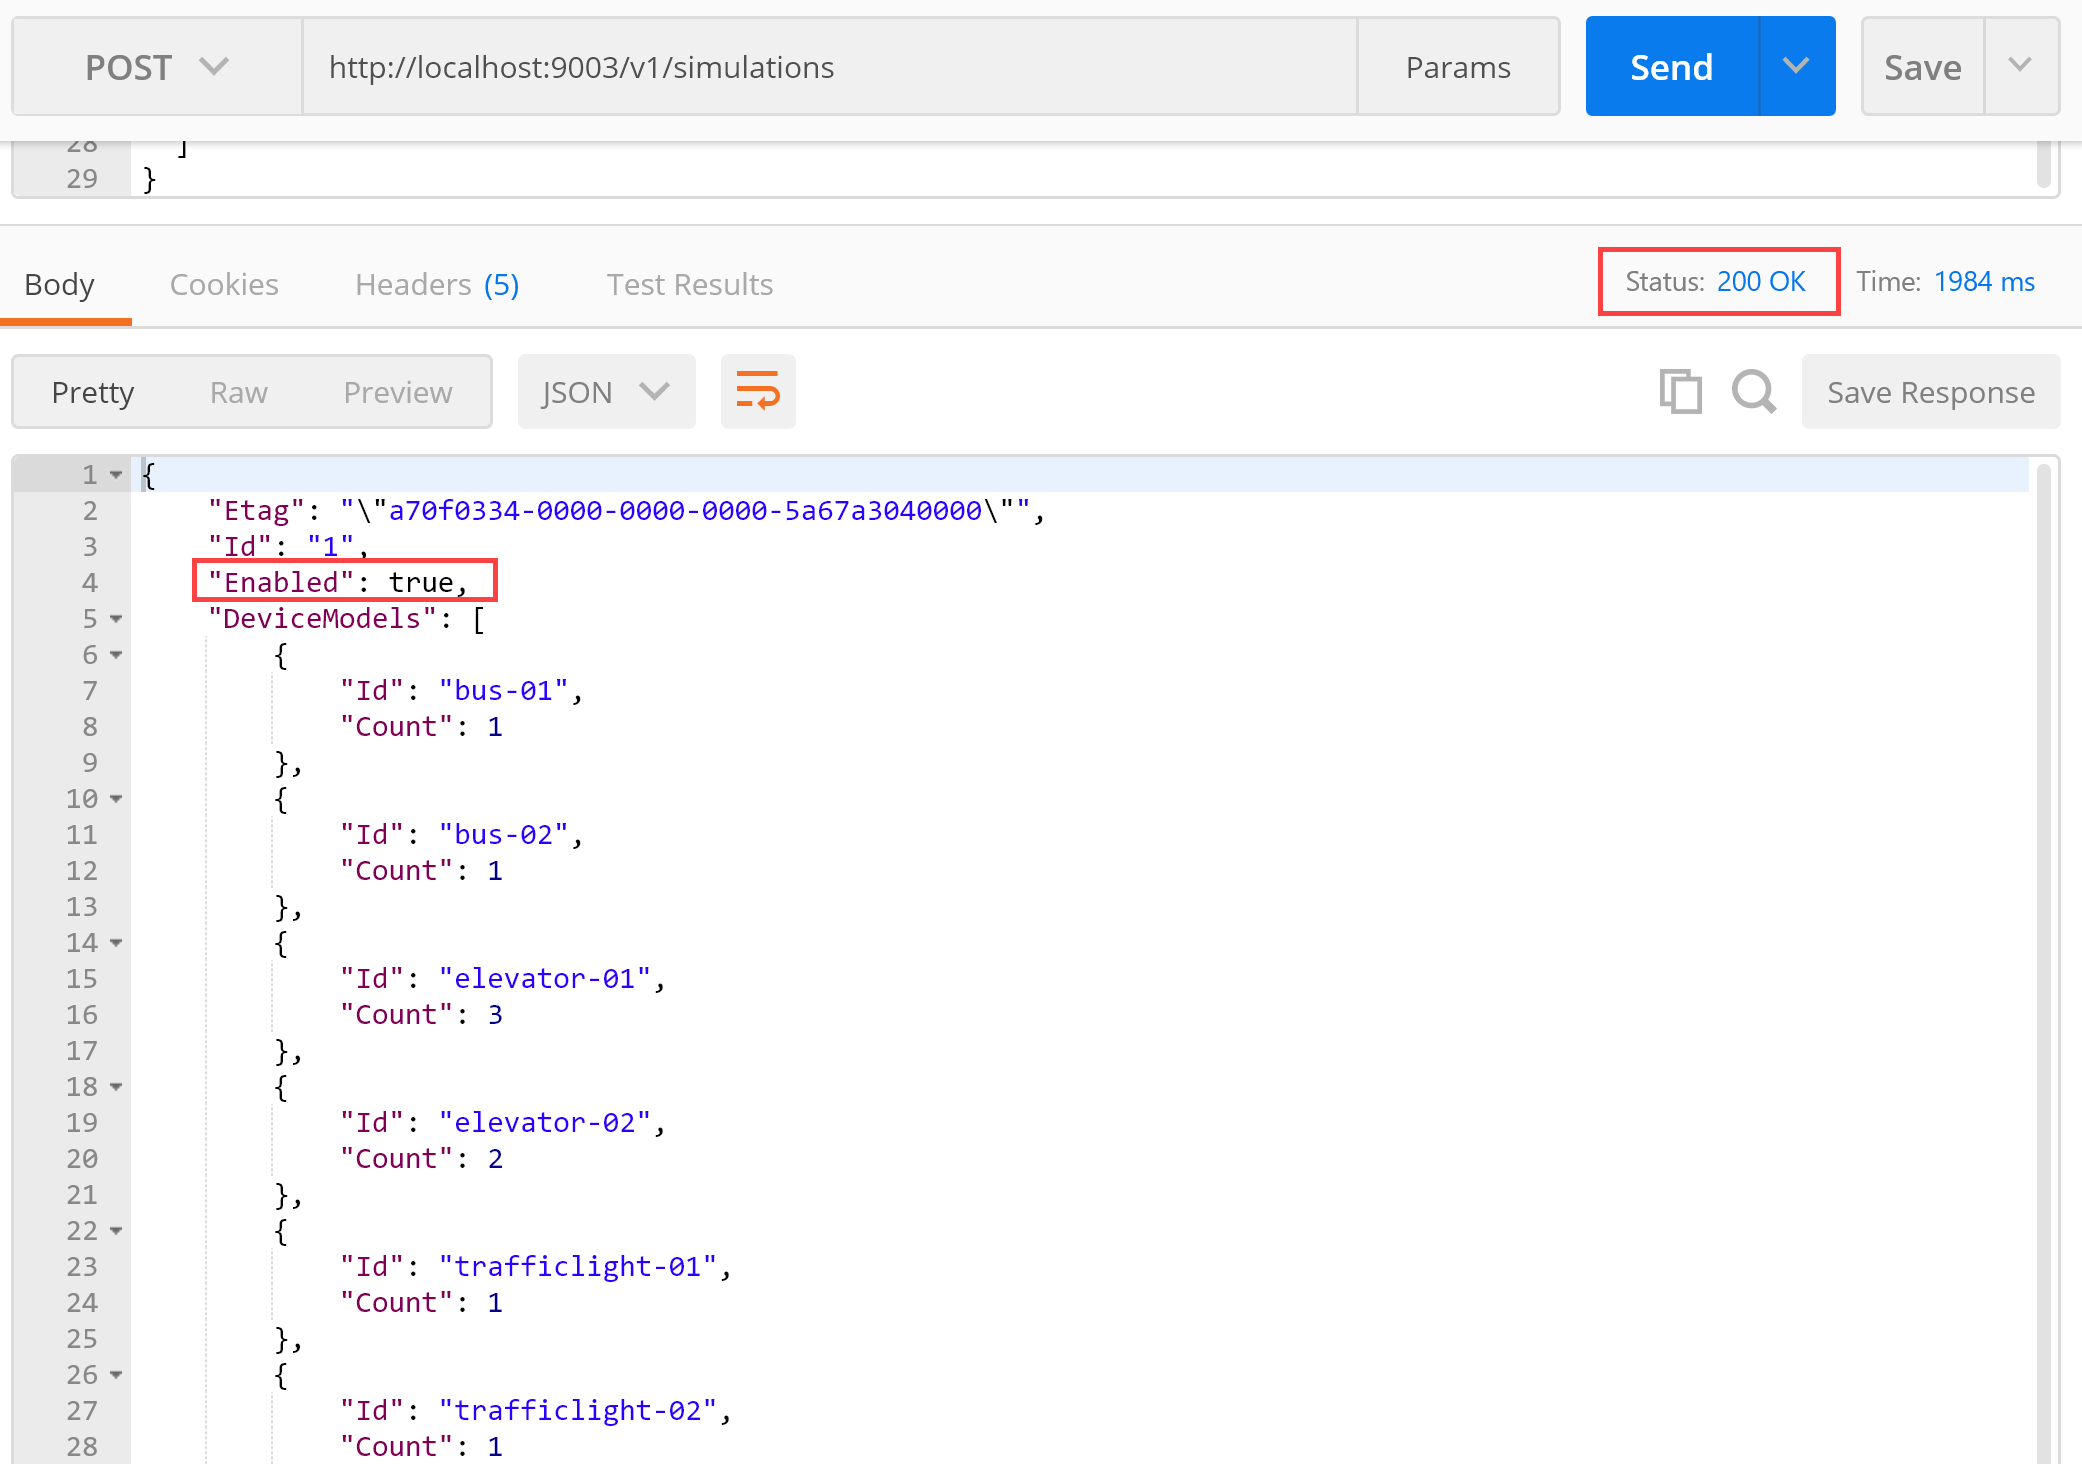 POST http://localhost:9003/v1/simulations Params Send Save
28 ]
29 }
Body Cookies Headers (5) Test Results Status: 200 OK Time: 1984 ms
Pretty Raw Preview JSON Save Response
1 {
2 "Etag": "\"a70f0334-0000-0000-0000-5a67a3040000\"",
3 "Id": "1",
4 "Enabled": true,
5 "DeviceModels": [
6 {
7 "Id": "bus-01",
8 "Count": 1
9 },
10 {
11 "Id": "bus-02",
12 "Count": 1
13 },
14 {
15 "Id": "elevator-01",
16 "Count": 3
17 },
18 {
19 "Id": "elevator-02",
20 "Count": 2
21 },
22 {
23 "Id": "trafficlight-01",
24 "Count": 1
25 },
26 {
27 "Id": "trafficlight-02",
28 "Count": 1